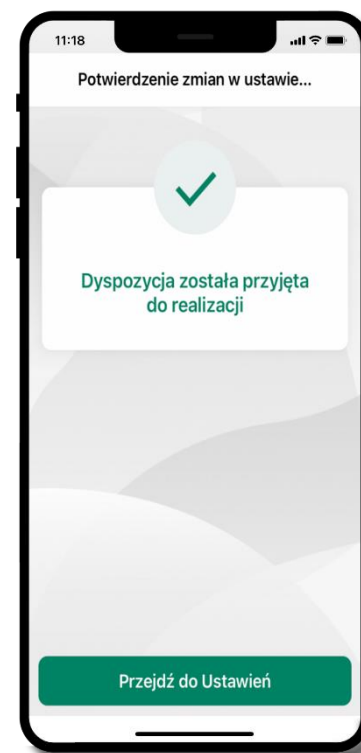 11:18
Potwierdzenie zmian w ustawie...
Dyspozycja została przyjęta
do realizacji
Przejdź do Ustawień